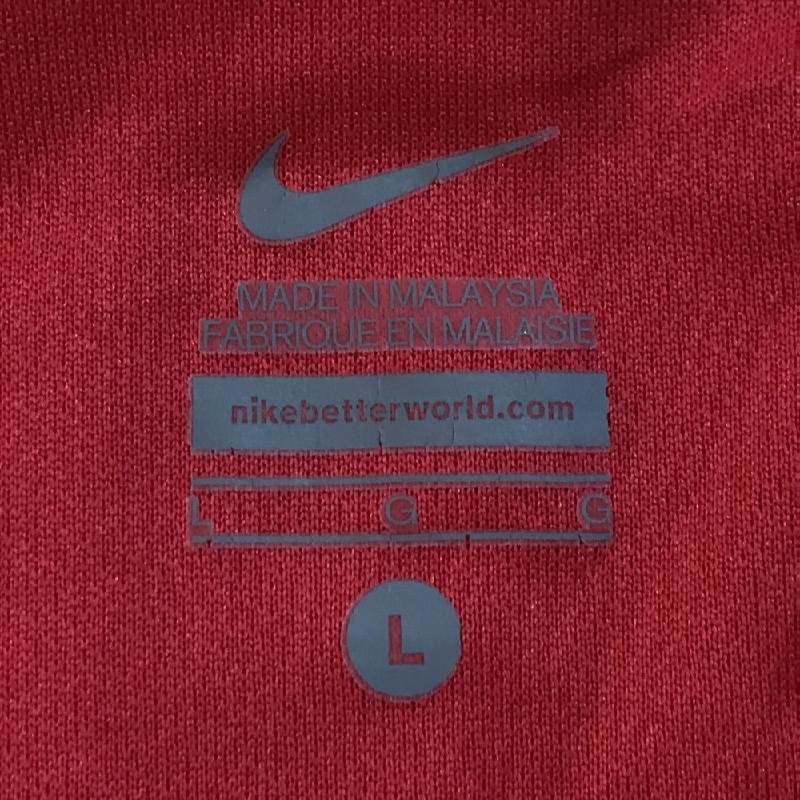 MADE IN MALAYSIA
FABRIQUE EN MALAISIE
nikebetterworld.com
L G G
L